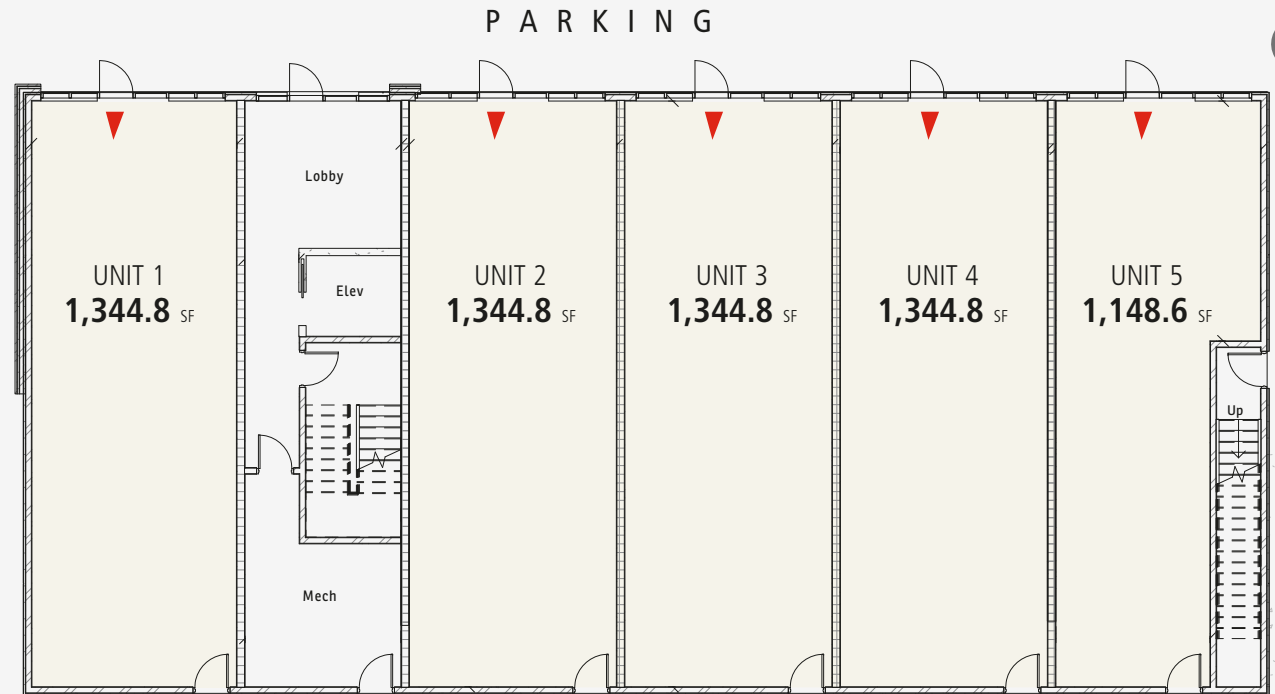 PARKING
Lobby
UNIT 1
1,344.8 SF
Elev
UNIT 2
1,344.8 SF
UNIT 3
1,344.8 SF
UNIT 4
1,344.8 SF
UNIT 5
1,148.6 SF
Up
Mech